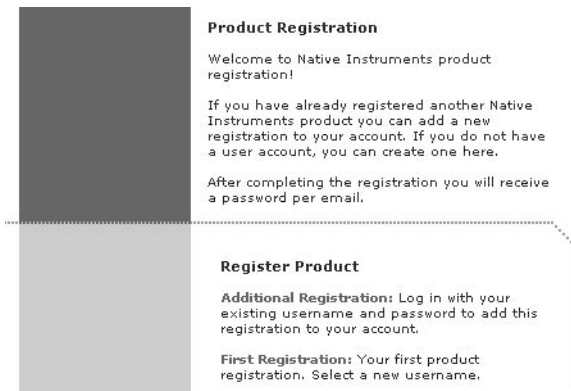 Product Registration
Welcome to Native Instruments product
registration!
If you have already registered another Native
Instruments product you can add a new
registration to your account. If you do not have
a user account, you can create one here.
After completing the registration you will receive
a password per email.
Register Product
Additional Registration: Log in with your
existing username and password to add this
registration to your account.
First Registration: Your first product
registration. Select a new username.